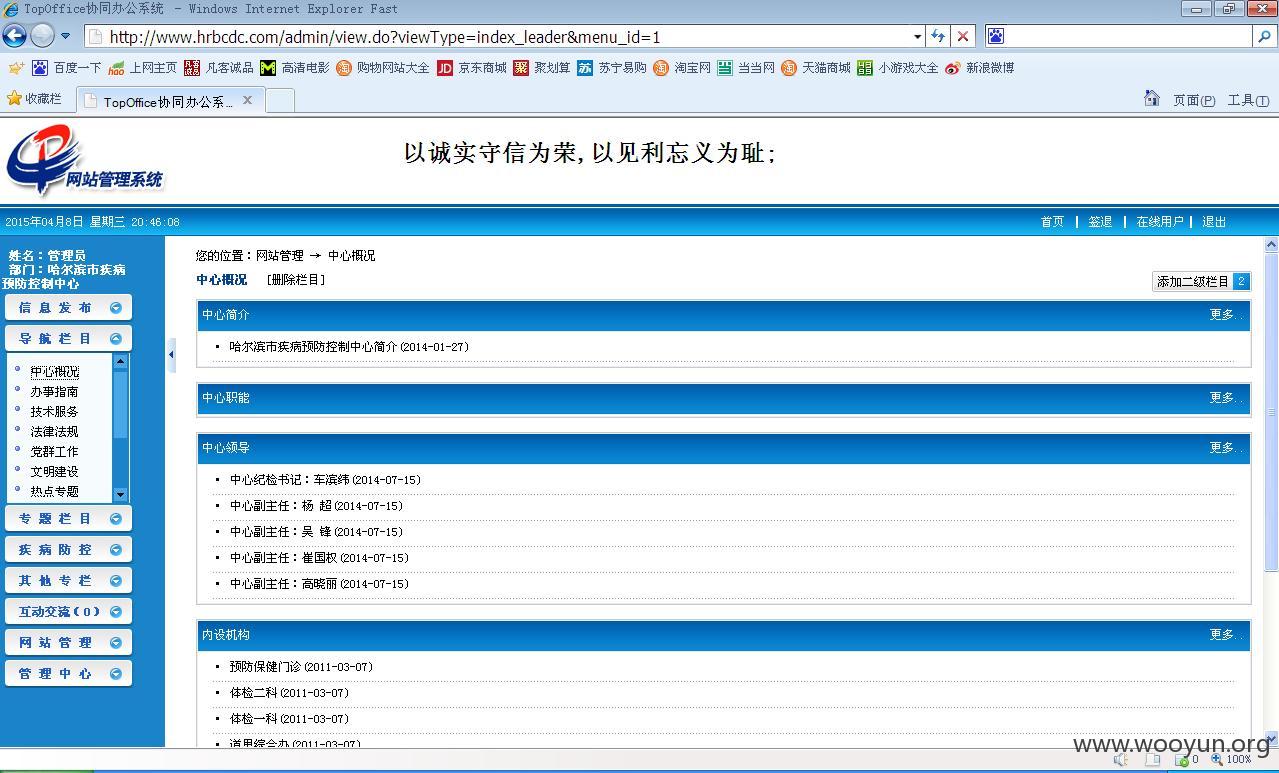 TopOffice协同办公系统 - Windows Internet Explorer Fast
http://www.hrbcdc.com/admin/view.do?viewType=index_leader&menu_id=1
百度一下 hao 上网主页 凡客诚品 高清电影 购物网站大全 JD 京东商城 聚 聚划算 苏 苏宁易购 淘宝网 当当网 天猫商城 小游戏大全 新浪微博
收藏栏 TopOffice协同办公系... 页面(P) 工具(T)
网站管理系统
以诚实守信为荣,以见利忘义为耻;
2015年04月8日 星期三 20:46:08
首页 | 签退 | 在线用户 | 退出
姓名：管理员
部门：哈尔滨市疾病
预防控制中心
信息发布
导航栏目
中心概况
办事指南
技术服务
法律法规
党群工作
文明建设
热点专题
专题栏目
疾病防控
其他专栏
互动交流(0)
网站管理
管理中心
您的位置：网站管理 → 中心概况
中心概况 [删除栏目]
添加二级栏目 2
中心简介 更多..
哈尔滨市疾病预防控制中心简介(2014-01-27)
中心职能 更多..
中心领导 更多..
中心纪检书记：车滨纬(2014-07-15)
中心副主任：杨 超(2014-07-15)
中心副主任：吴 锋(2014-07-15)
中心副主任：崔国权(2014-07-15)
中心副主任：高晓丽(2014-07-15)
内设机构 更多..
预防保健门诊(2011-03-07)
体检二科(2011-03-07)
体检一科(2011-03-07)
道里综合办(2011-03-07)
www.wooyun.org
0 100%